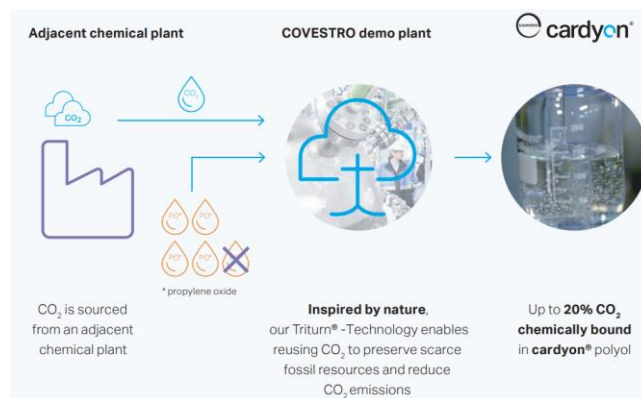 Adjacent chemical plant
COVESTRO demo plant
covestro cardyon®
CO₂
CO₂
PO* PO*
PO* PO* PO*
* propylene oxide
CO₂ is sourced
from an adjacent
chemical plant
Inspired by nature,
our Triturn® -Technology enables
reusing CO₂ to preserve scarce
fossil resources and reduce
CO₂ emissions
Up to 20% CO₂
chemically bound
in cardyon® polyol